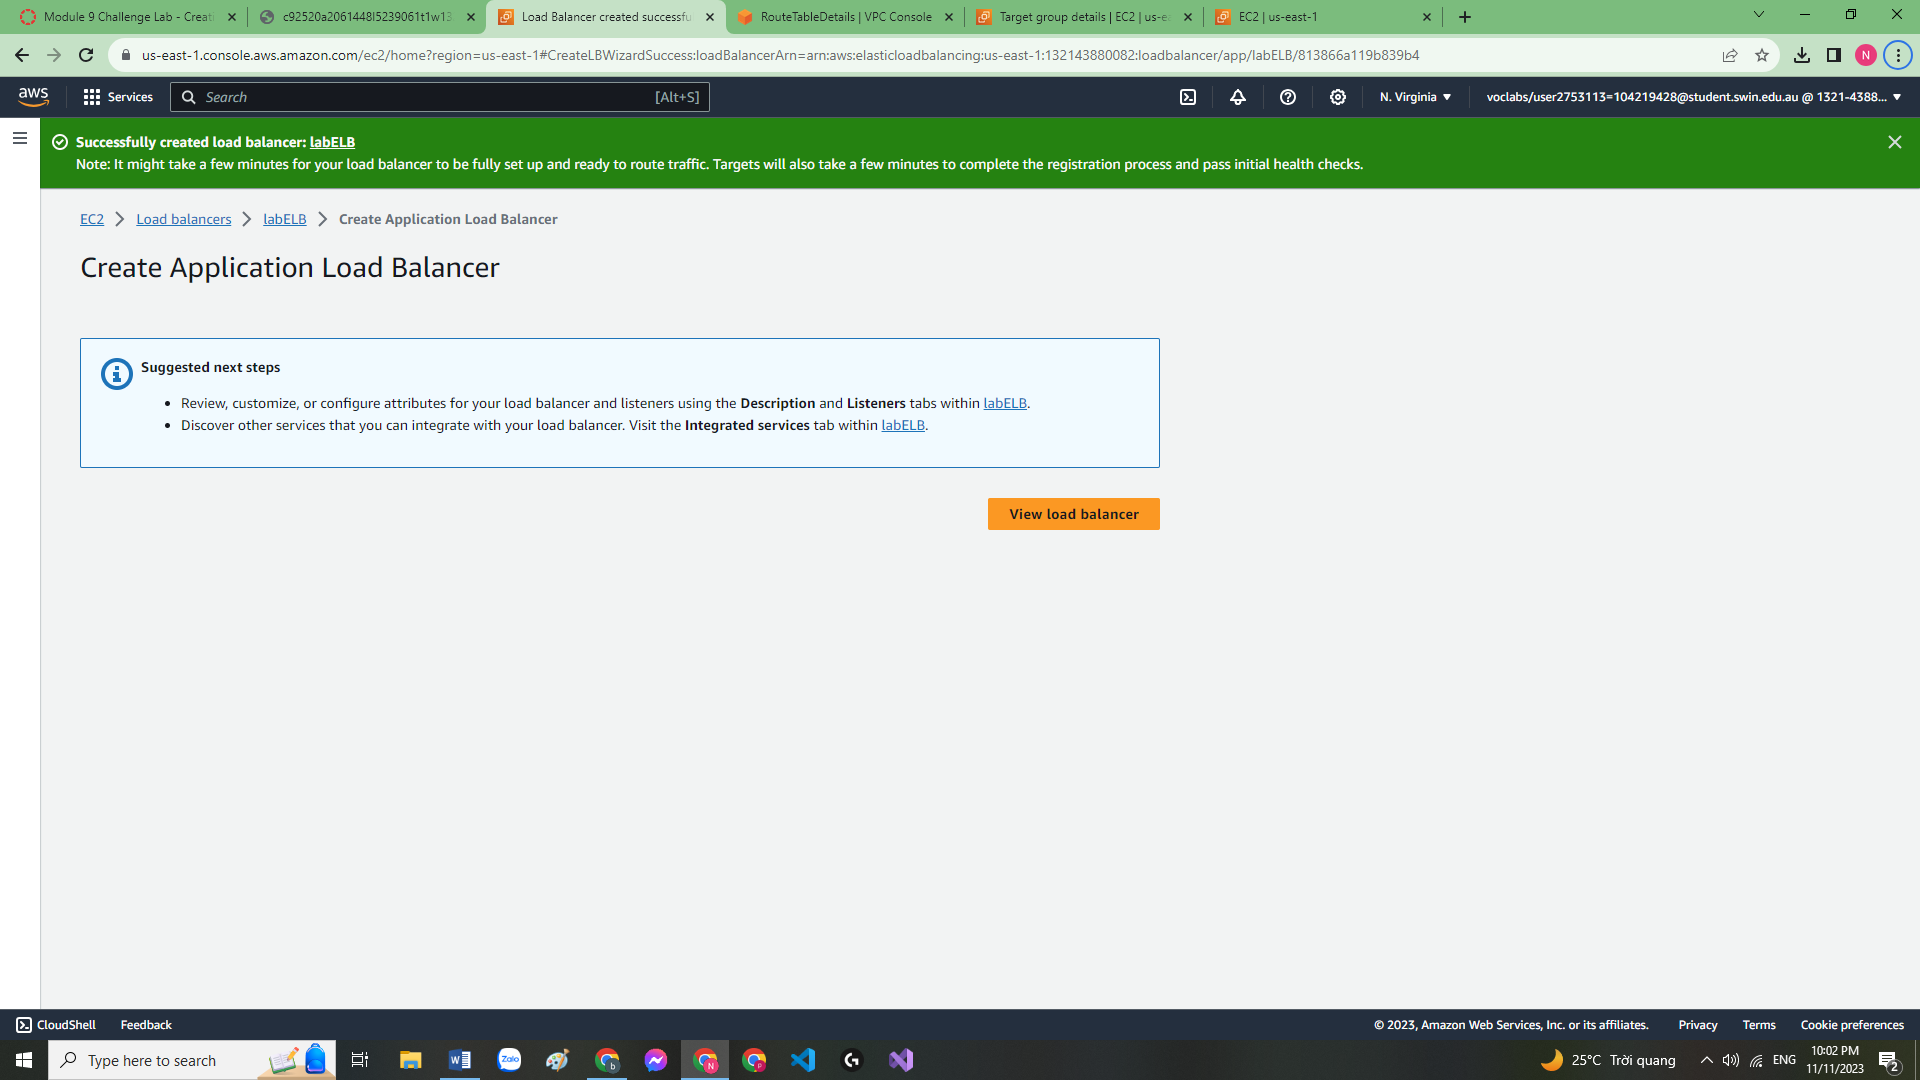 Module 9 Challenge Lab - Creati
c92520a2061448l5239061t1w13
Load Balancer created successfu
RouteTableDetails | VPC Console
Target group details | EC2 | us-ea
EC2 | us-east-1
us-east-1.console.aws.amazon.com/ec2/home?region=us-east-1#CreateLBWizardSuccess:loadBalancerArn=arn:aws:elasticloadbalancing:us-east-1:132143880082:loadbalancer/app/labELB/813866a119b839b4
N
aws
Services
Search
[Alt+S]
N. Virginia
voclabs/user2753113=104219428@student.swin.edu.au @ 1321-4388...
Successfully created load balancer: labELB
Note: It might take a few minutes for your load balancer to be fully set up and ready to route traffic. Targets will also take a few minutes to complete the registration process and pass initial health checks.
EC2 > Load balancers > labELB > Create Application Load Balancer
Create Application Load Balancer
Suggested next steps
• Review, customize, or configure attributes for your load balancer and listeners using the Description and Listeners tabs within labELB.
• Discover other services that you can integrate with your load balancer. Visit the Integrated services tab within labELB.
View load balancer
CloudShell
Feedback
© 2023, Amazon Web Services, Inc. or its affiliates.
Privacy
Terms
Cookie preferences
Type here to search
Zalo
b
N
P
25°C Trời quang
ENG
10:02 PM
11/11/2023
2